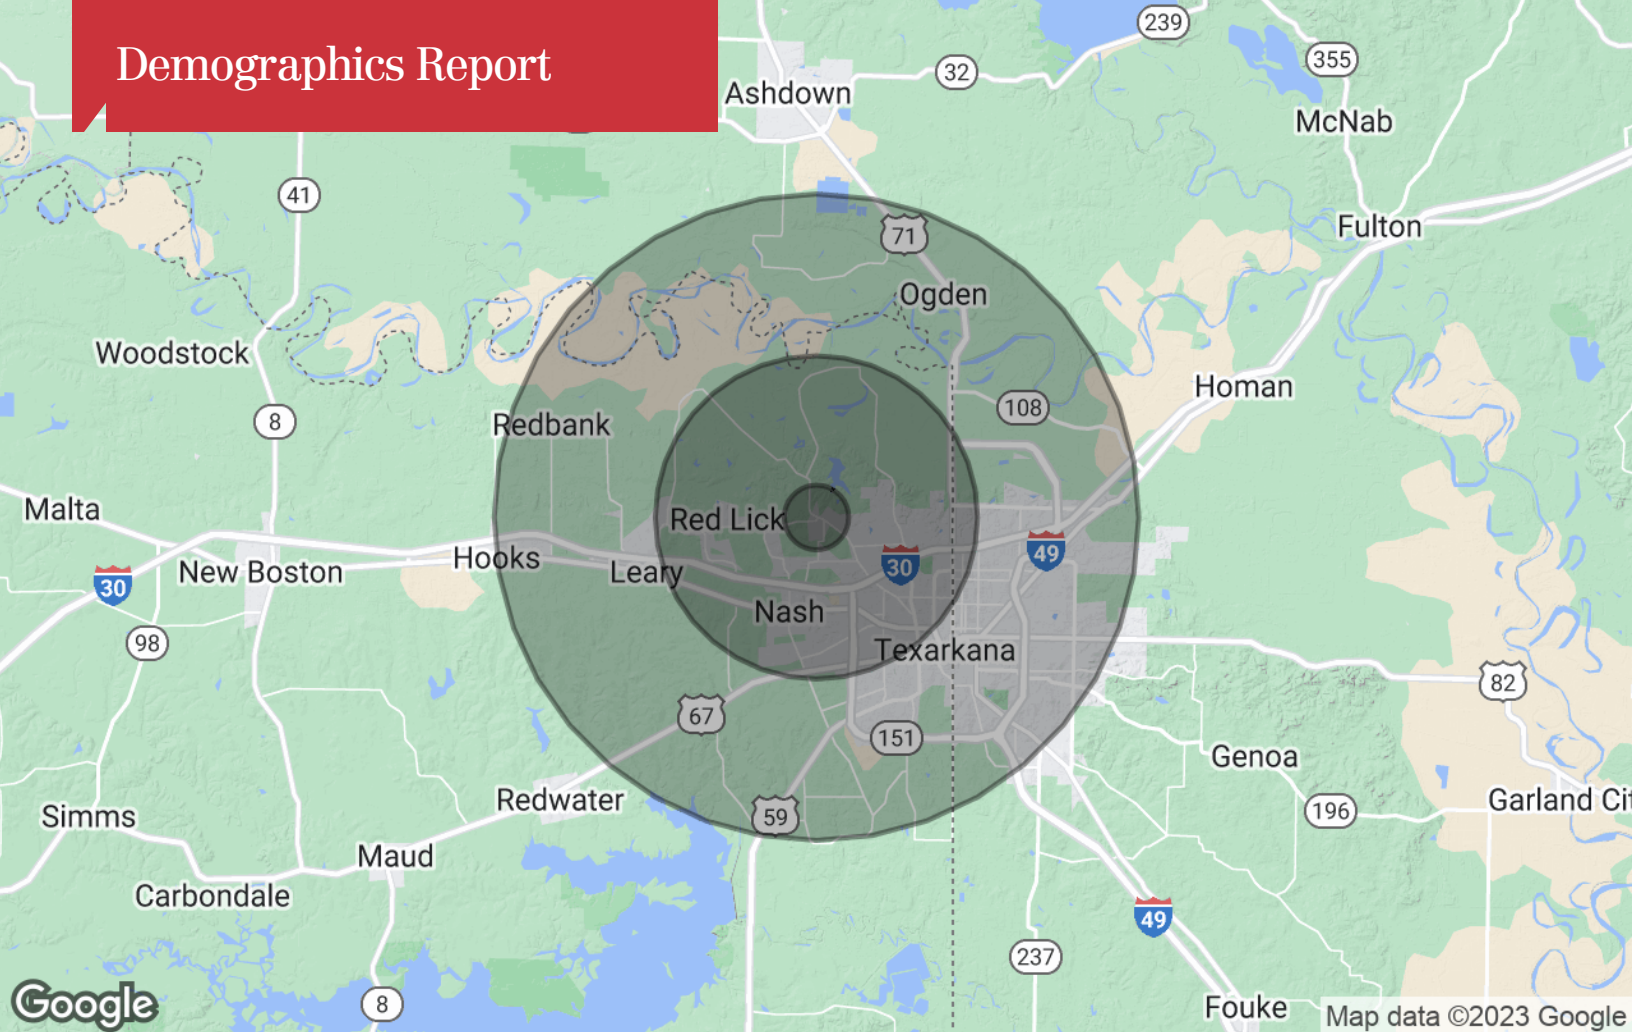 Demographics Report
239
355
32
Ashdown
McNab
41
Fulton
71
Ogden
Woodstock
Homan
108
8
Redbank
Malta
Red Lick
49
Hooks
30
New Boston
Leary
30
Nash
98
Texarkana
82
67
151
Genoa
Redwater
Garland Cit
196
Simms
59
Maud
Carbondale
49
237
8
Fouke
Google
Map data ©2023 Google